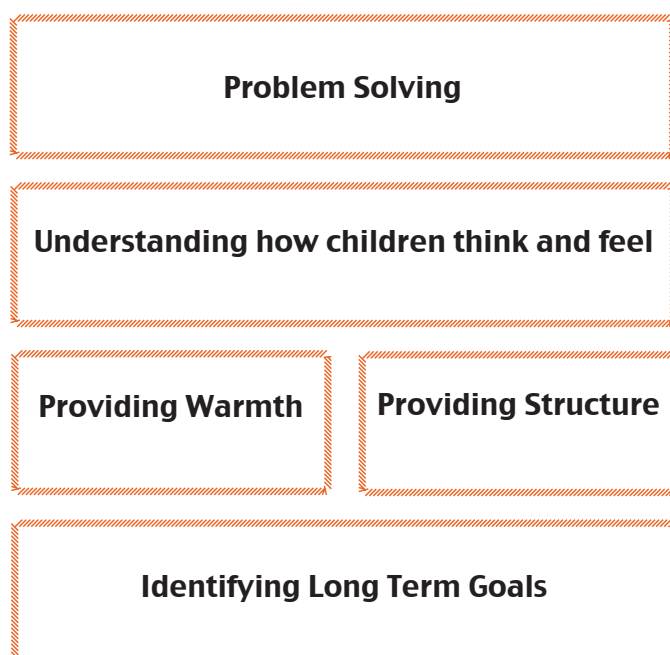 Problem Solving
Understanding how children think and feel
Providing Warmth
Providing Structure
Identifying Long Term Goals